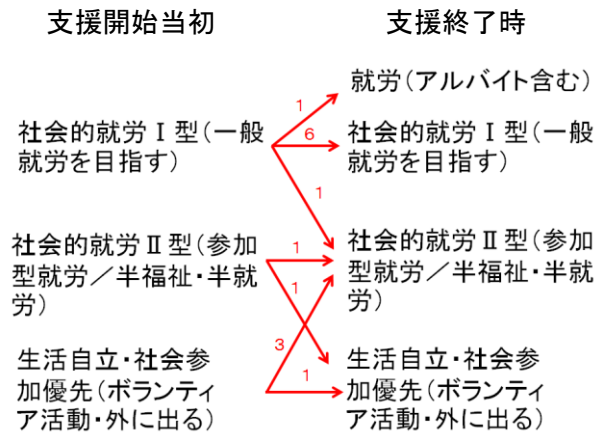 支援開始当初
支援終了時
就労(アルバイト含む)
1
社会的就労Ⅰ型(一般
就労を目指す)
6
社会的就労Ⅰ型(一般
就労を目指す)
1
社会的就労Ⅱ型(参加
型就労/半福祉・半就
労)
1
社会的就労Ⅱ型(参加
型就労/半福祉・半就
労)
1
3
生活自立・社会参
加優先(ボランティ
ア活動・外に出る)
1
生活自立・社会参
加優先(ボランティ
ア活動・外に出る)